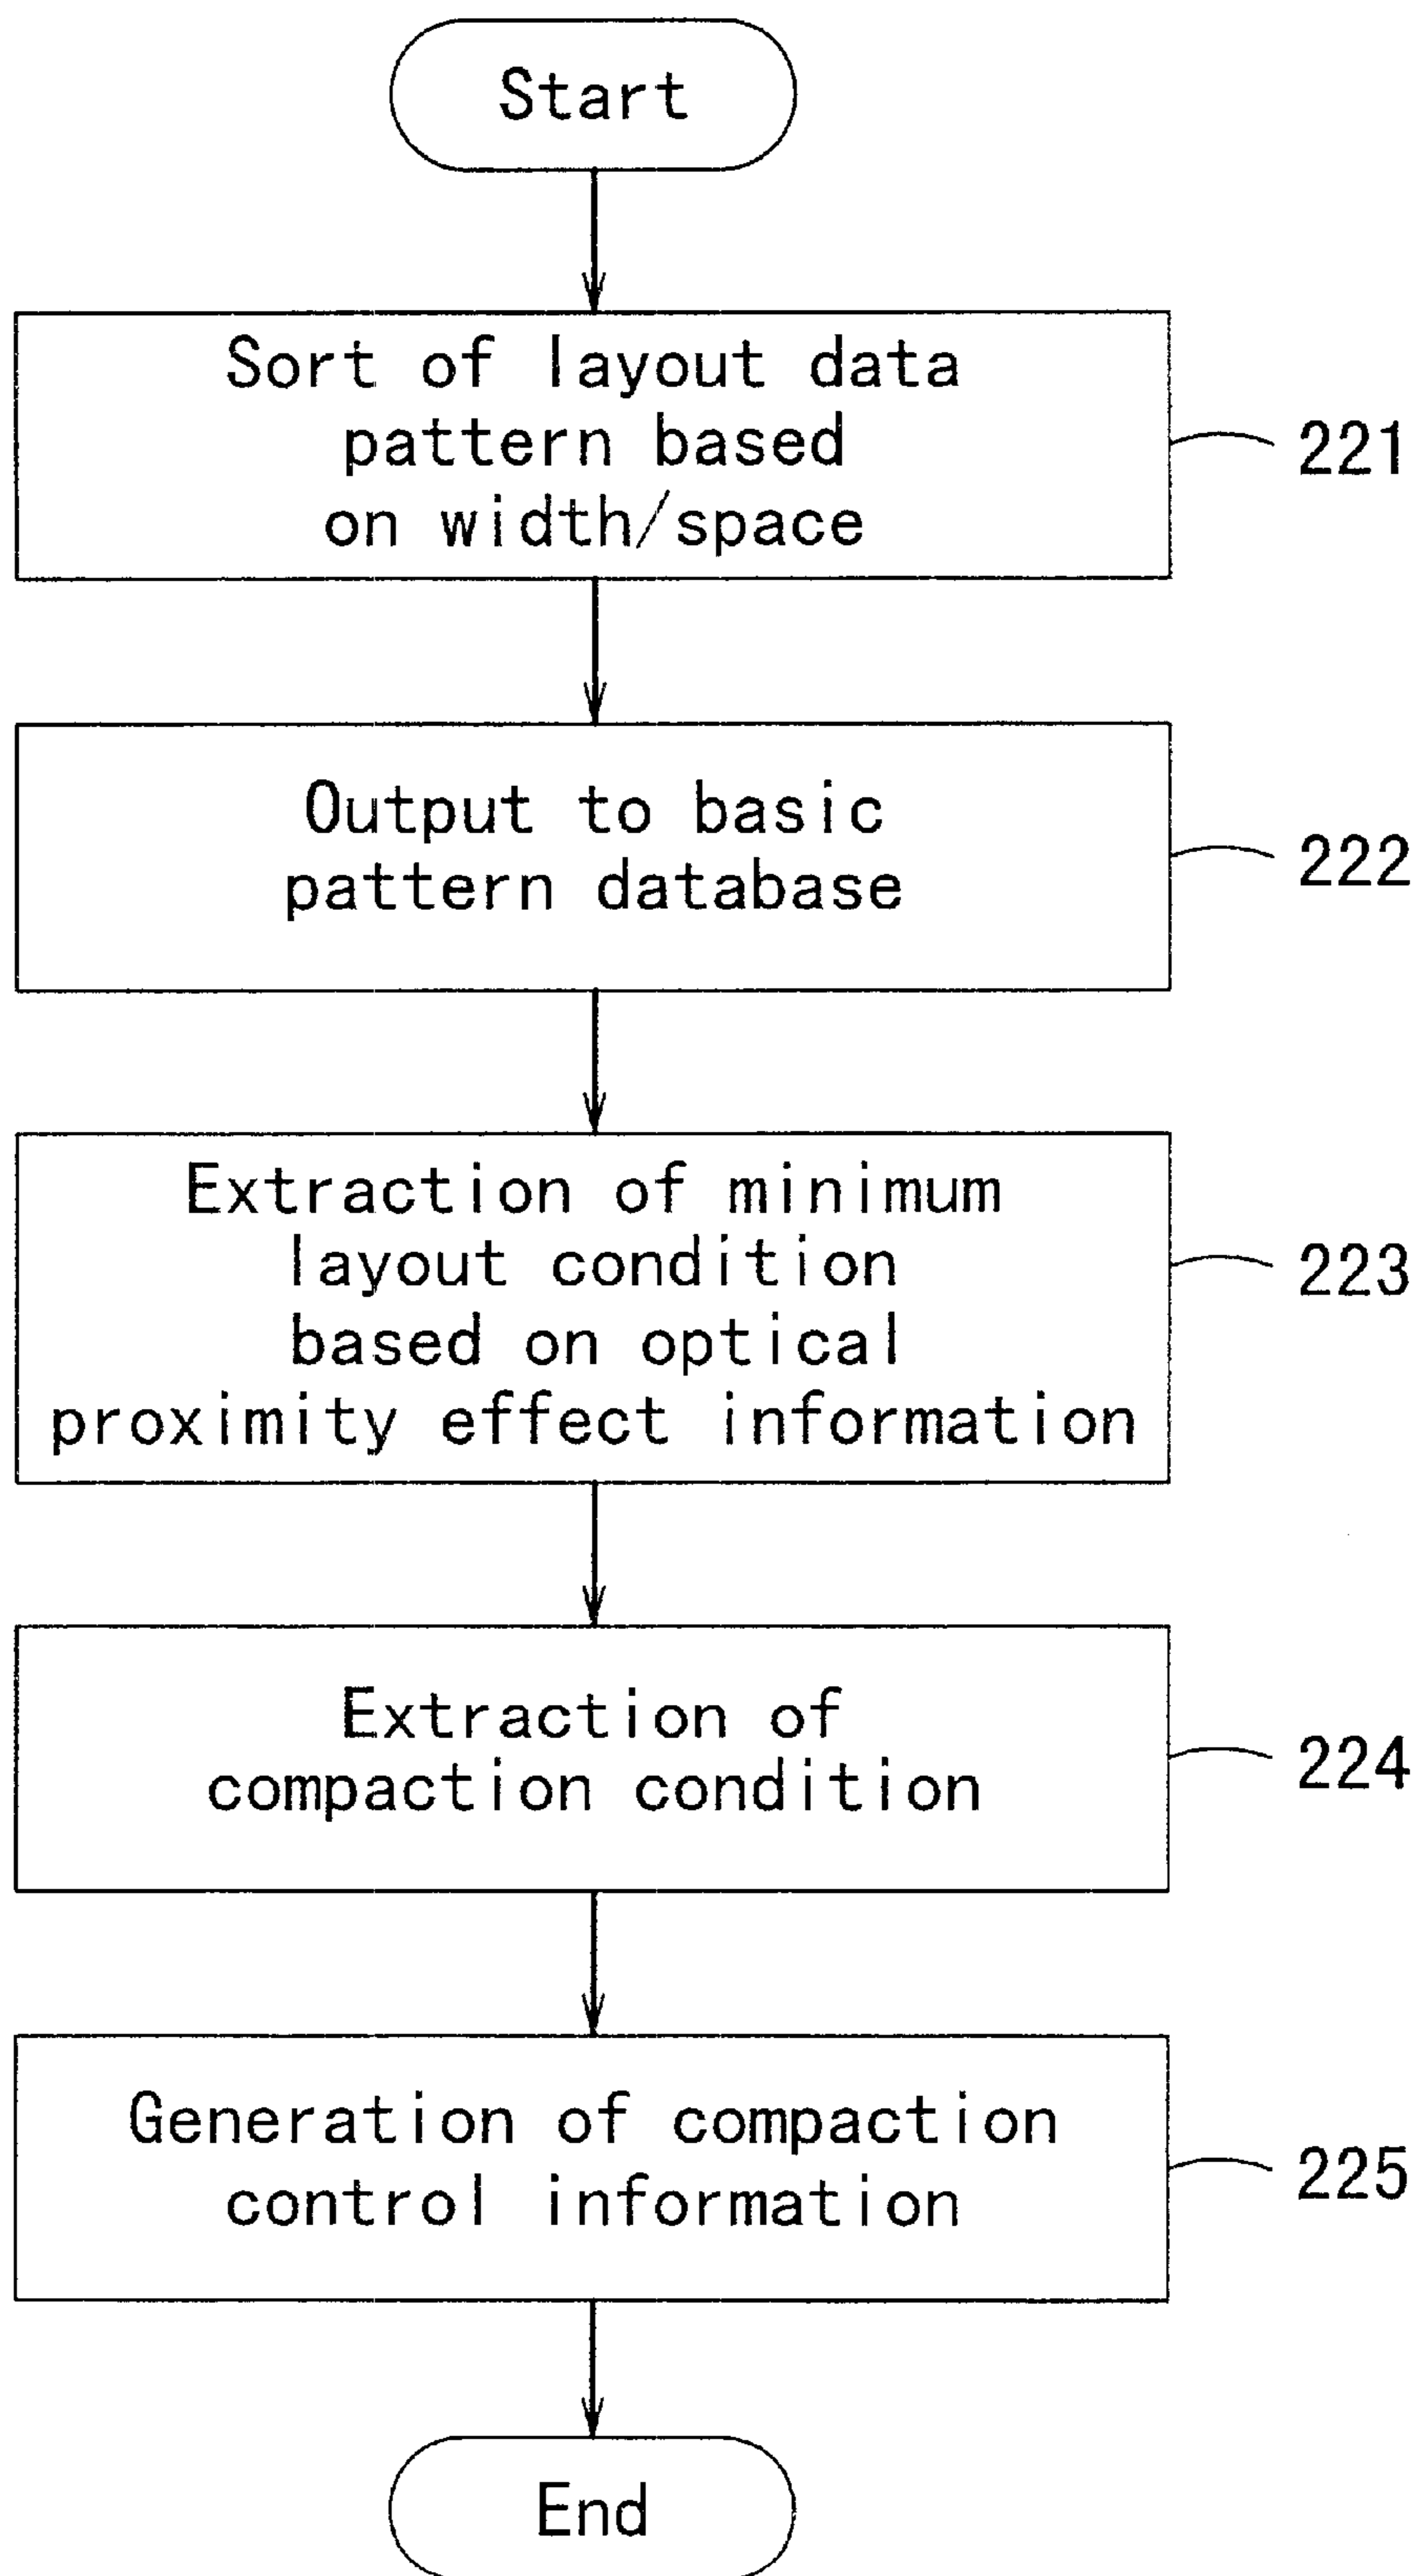 Start
Sort of layout data
pattern based
on width/space
221
Output to basic
pattern database
222
Extraction of minimum
layout condition
based on optical
proximity effect information
223
Extraction of
compaction condition
224
Generation of compaction
control information
225
End